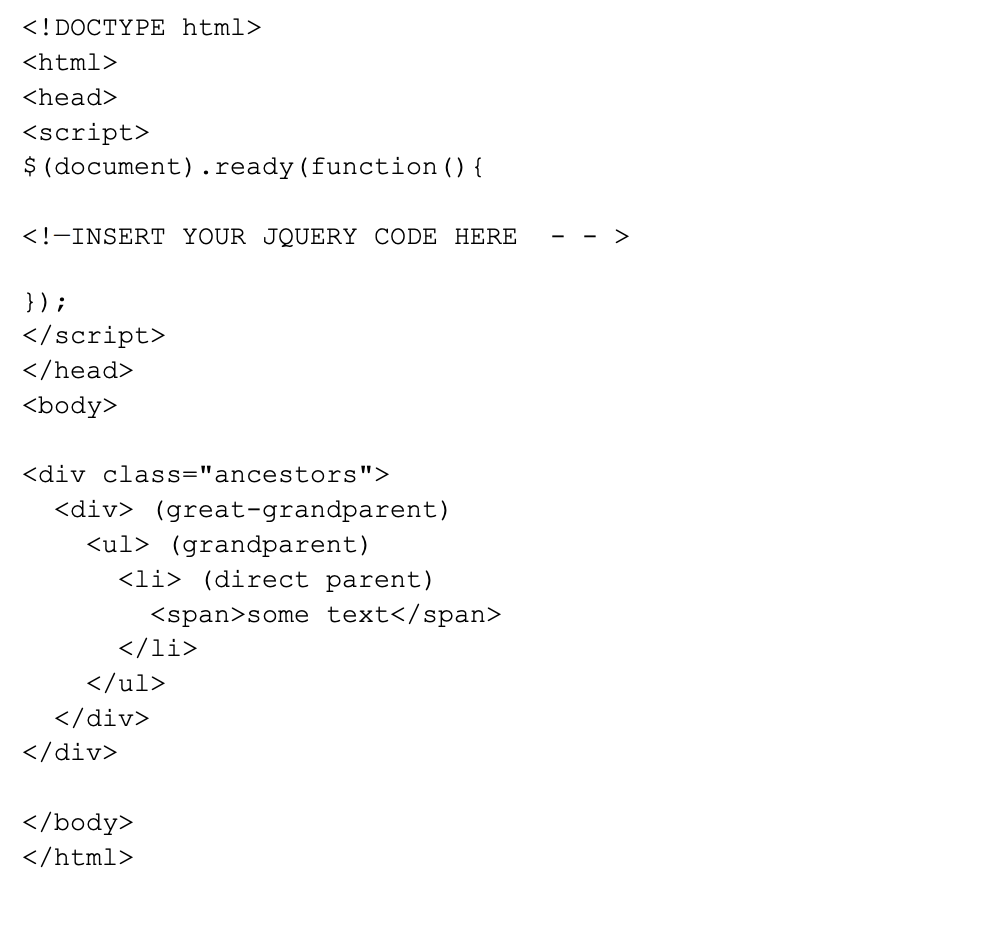 <!DOCTYPE html>
<html>
<head>
<script>
$(document).ready(function(){
<!—INSERT YOUR JQUERY CODE HERE  - - >
});
</script>
</head>
<body>
<div class="ancestors">
  <div> (great-grandparent)
    <ul> (grandparent)
      <li> (direct parent)
        <span>some text</span>
      </li>
    </ul>
  </div>
</div>
</body>
</html>